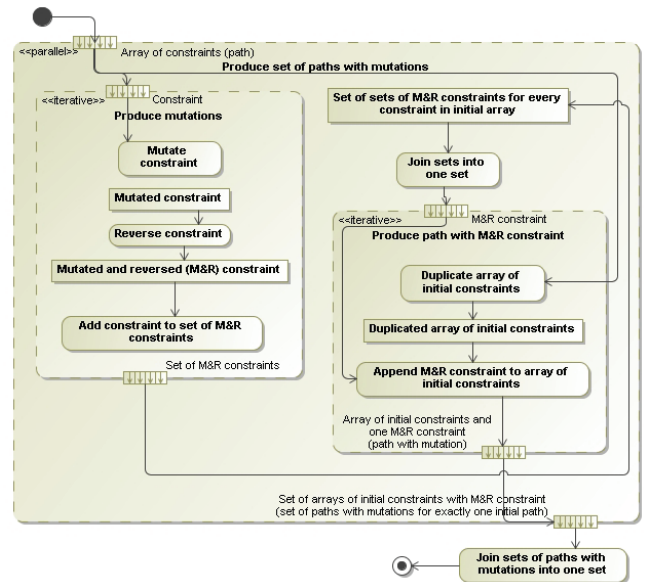 <<parallel>>
Array of constraints (path)
Produce set of paths with mutations
<<iterative>>
Constraint
Produce mutations
Mutate
constraint
Mutated constraint
Reverse constraint
Mutated and reversed (M&R) constraint
Add constraint to set of M&R
constraints
Set of M&R constraints
Set of sets of M&R constraints for every
constraint in initial array
Join sets into
one set
<<iterative>>
M&R constraint
Produce path with M&R constraint
Duplicate array of
initial constraints
Duplicated array of initial constraints
Append M&R constraint to array of
initial constraints
Array of initial constraints and
one M&R constraint
(path with mutation)
Set of arrays of initial constraints with M&R constraint
(set of paths with mutations for exactly one initial path)
Join sets of paths with
mutations into one set